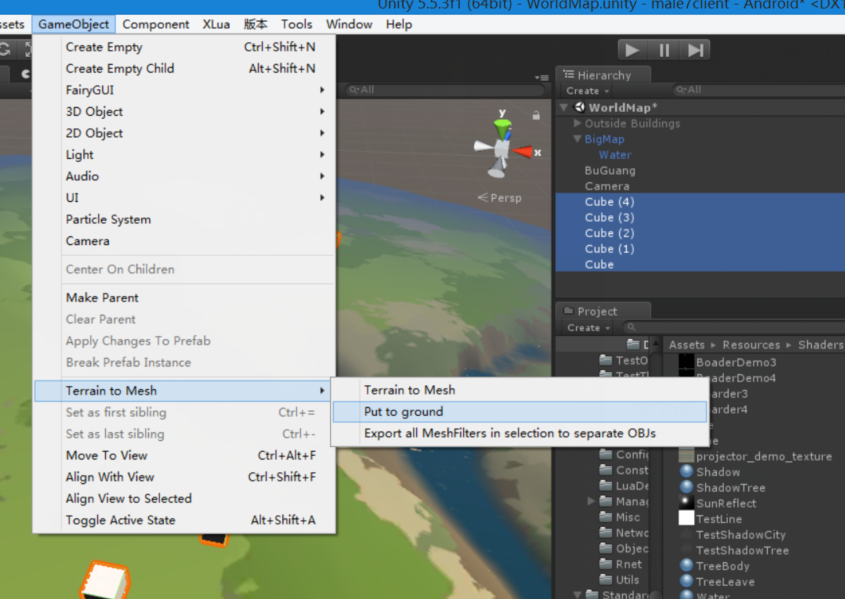 Unity 5.5.3f1 (64bit) - WorldMap.unity - male7client - Android* <DX1
ssets GameObject Component XLua 版本 Tools Window Help
Create Empty Ctrl+Shift+N
Create Empty Child Alt+Shift+N
FairyGUI
3D Object
2D Object
Light
Audio
UI
Particle System
Camera
Center On Children
Make Parent
Clear Parent
Apply Changes To Prefab
Break Prefab Instance
Terrain to Mesh
Set as first sibling Ctrl+=
Set as last sibling Ctrl+-
Move To View Ctrl+Alt+F
Align With View Ctrl+Shift+F
Align View to Selected
Toggle Active State Alt+Shift+A
Terrain to Mesh
Put to ground
Export all MeshFilters in selection to separate OBJs
All
y
x
Persp
Hierarchy
Create All
WorldMap*
Outside Buildings
BigMap
Water
BuGuang
Camera
Cube (4)
Cube (3)
Cube (2)
Cube (1)
Cube
Project
Create
Assets ▸ Resources ▸ Shaders
TestO
Config
Const
LuaDe
Manag
Misc
Netwo
Objec
Rnet
Utils
Standard
BoaderDemo3
aderDemo4
arder3
arder4
projector_demo_texture
Shadow
ShadowTree
SunReflect
TestLine
TestShadowCity
TestShadowTree
TreeBody
TreeLeave
Water